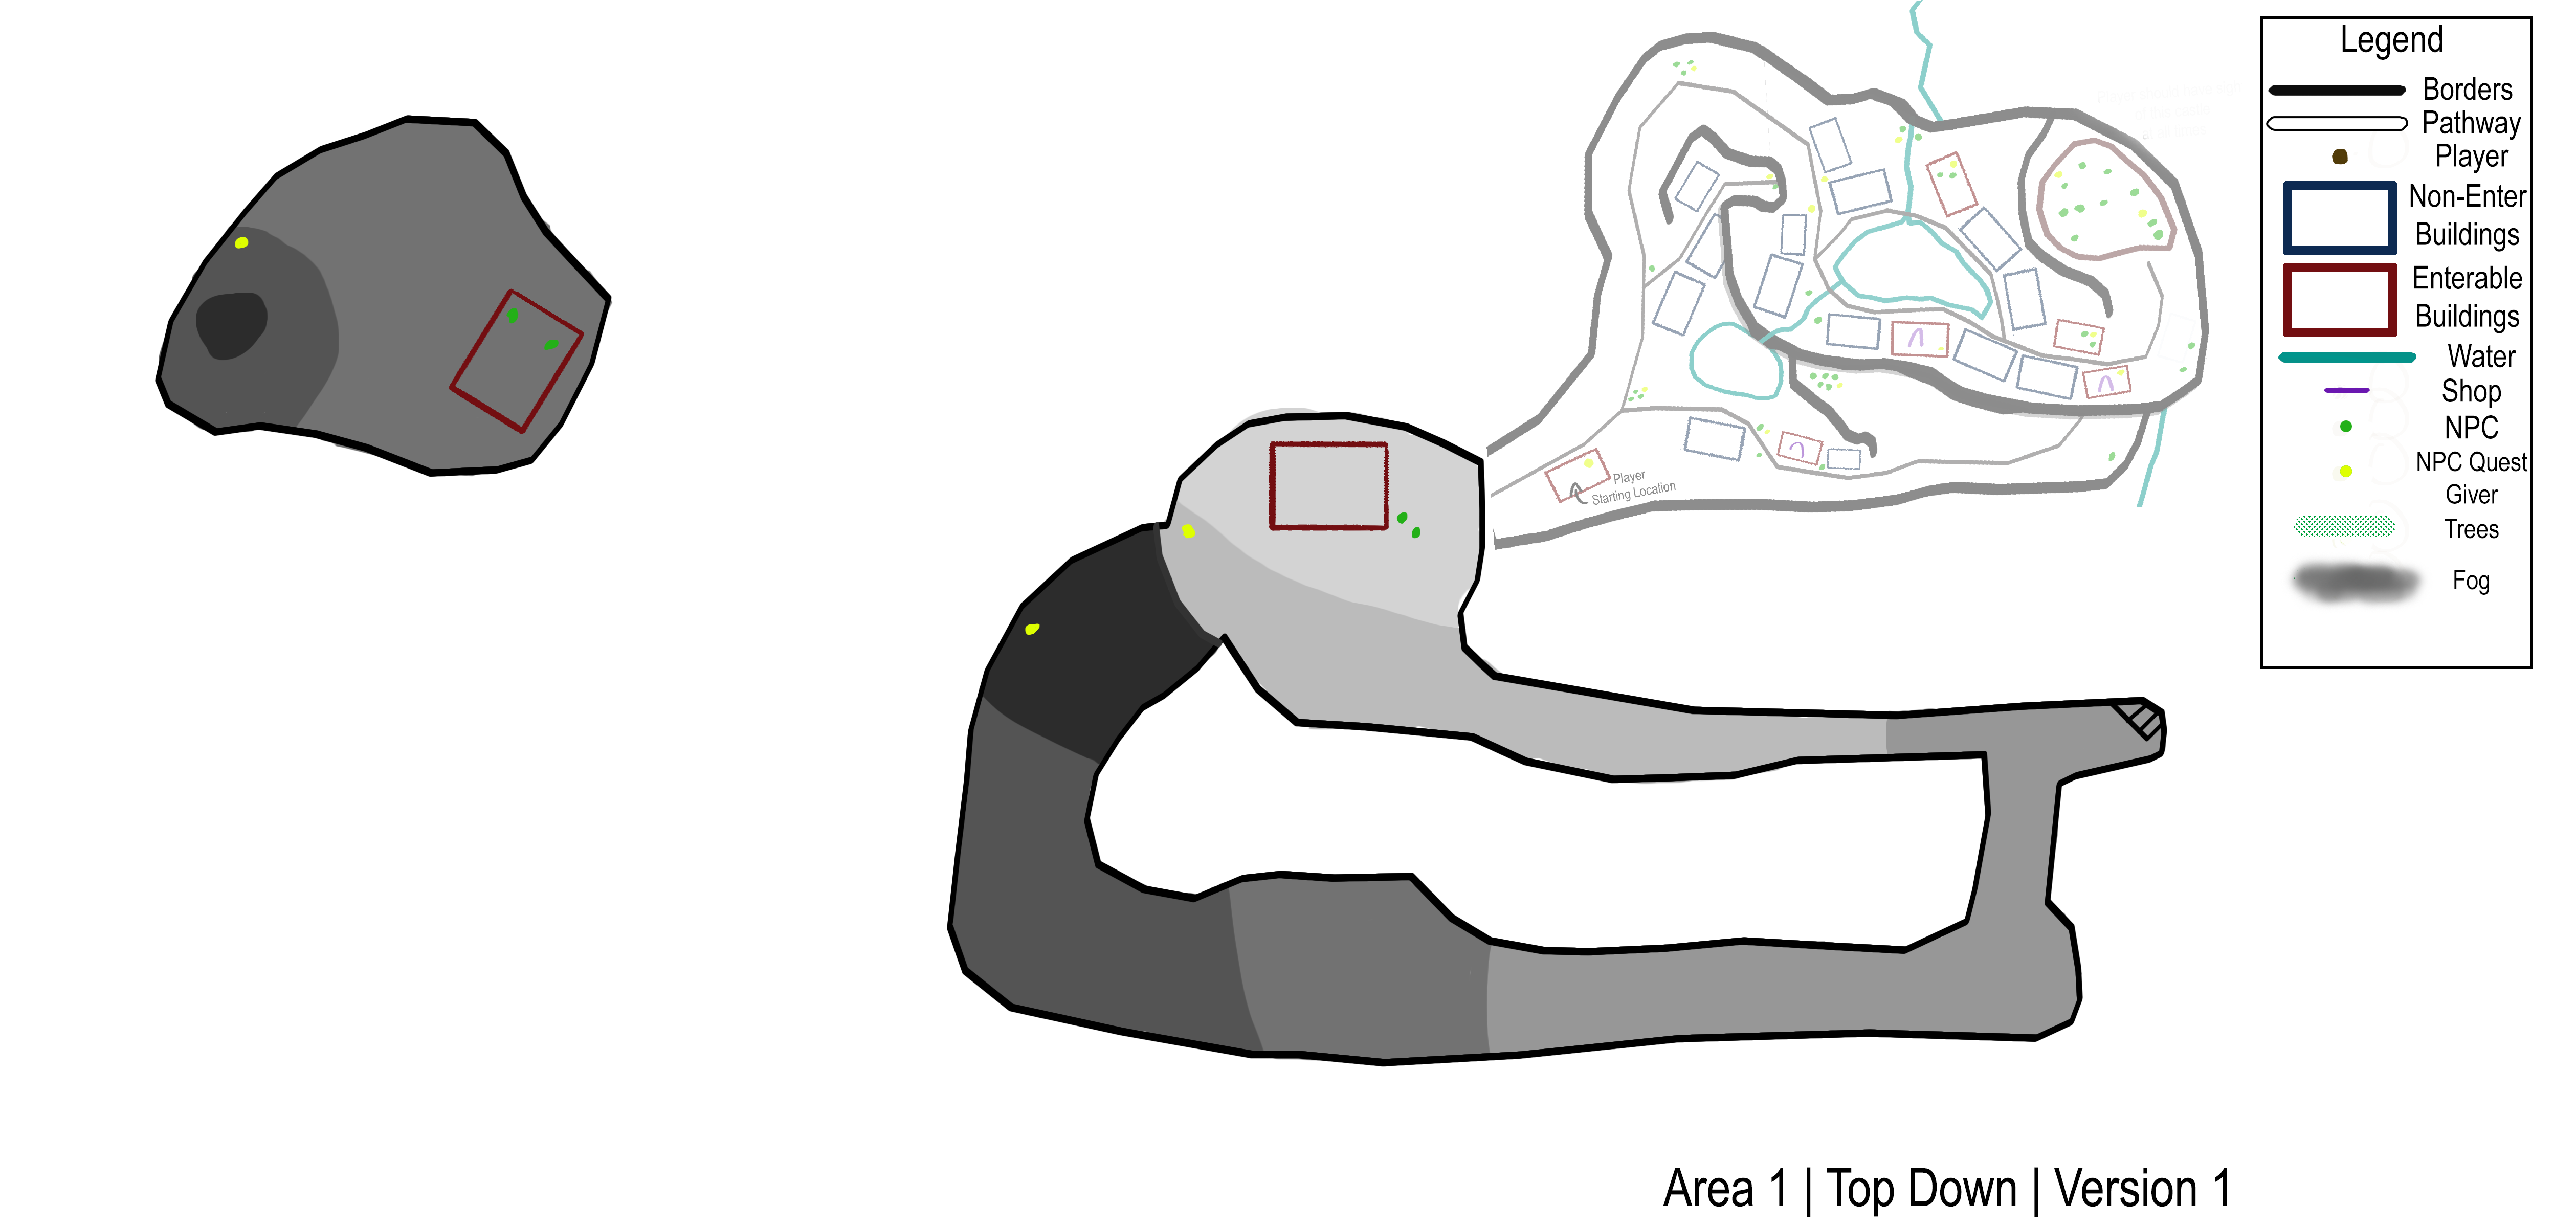 Legend
Borders
Pathway
Player
Non-Enter
Buildings
Enterable
Buildings
Water
Shop
NPC
NPC Quest
Giver
Trees
Fog
Player
Starting Location
Area 1 | Top Down | Version 1